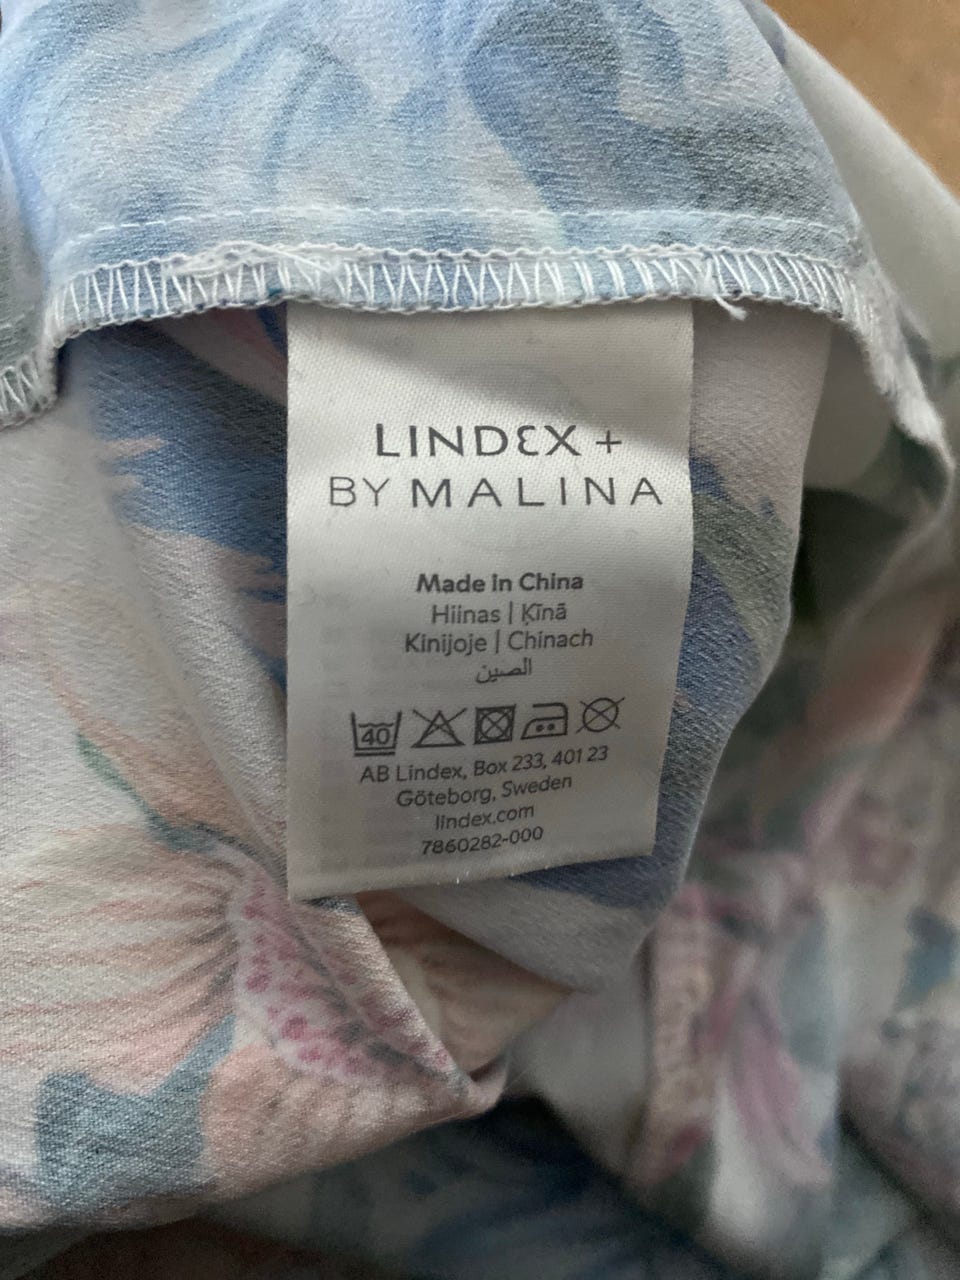 LINDEX +
BY MALINA
Made in China
Hiinas | Ķīnā
Kinijoje | Chinach
الصين
40
AB Lindex, Box 233, 401 23
Göteborg, Sweden
lindex.com
7860282-000